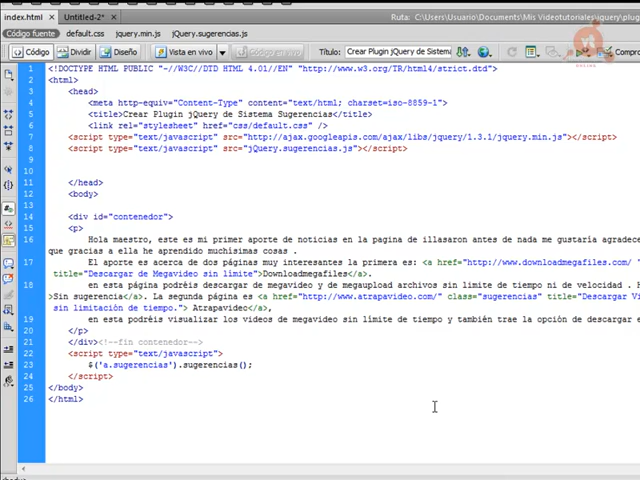 index.html × Untitled-2* × Ruta: C:\Users\Usuario\Documents\Mis Videotutoriales\jquery\plug
Código fuente default.css jquery.min.js jQuery.sugerencias.js
Código Dividir Diseño Vista en vivo Código en vivo Título: Crear Plugin jQuery de Sistema
1 <!DOCTYPE HTML PUBLIC "-//W3C//DTD HTML 4.01//EN" "http://www.w3.org/TR/html4/strict.dtd">
2 <html>
3 <head>
4 <meta http-equiv="Content-Type" content="text/html; charset=iso-8859-1">
5 <title>Crear Plugin jQuery de Sistema Sugerencias</title>
6 <link rel="stylesheet" href="css/default.css" />
7 <script type="text/javascript" src="http://ajax.googleapis.com/ajax/libs/jquery/1.3.1/jquery.min.js"></script>
8 <script type="text/javascript" src="jQuery.sugerencias.js"></script>
9
10
11 </head>
12 <body>
13
14 <div id="contenedor">
15 <p>
16 Hola maestro, este es mi primer aporte de noticias en la pagina de illasaron antes de nada me gustaría agradece
que gracias a ella he aprendido muchísimas cosas .
17 El aporte es acerca de dos páginas muy interesantes la primera es: <a href="http://www.downloadmegafiles.com/ "
title="Descargar de Megavideo sin límite">Downloadmegafiles</a>.
18 en esta página podréis descargar de megavideo y de megaupload archivos sin límite de tiempo ni de velocidad . H
>Sin sugerencia</a>. La segunda página es <a href="http://www.atrapavideo.com/" class="sugerencias" title="Descargar Vi
sin limitación de tiempo."> Atrapavideo</a>,
19 en esta podréis visualizar los videos de megavideo sin límite de tiempo y también trae la opción de descargar e
20 </p>
21 </div><!--fin contenedor-->
22 <script type="text/javascript">
23 $('a.sugerencias').sugerencias();
24 </script>
25 </body>
26 </html>